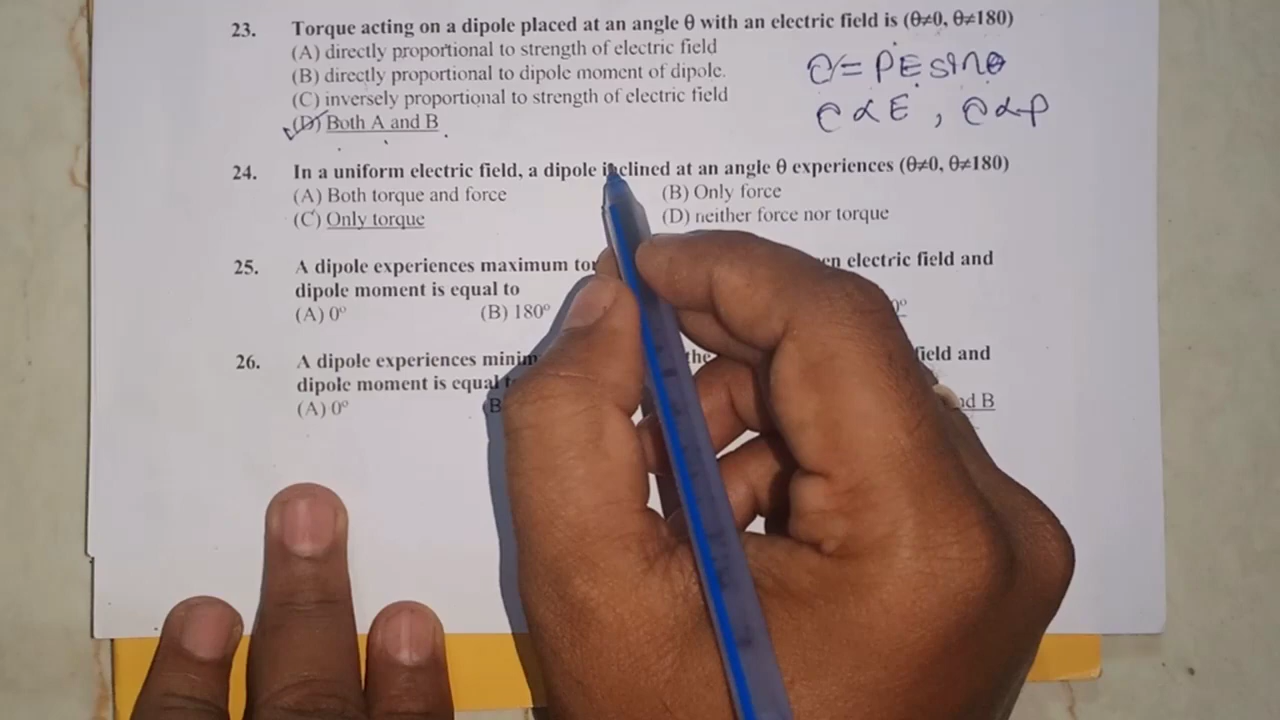 23. Torque acting on a dipole placed at an angle θ with an electric field is (θ≠0, θ≠180)
(A) directly proportional to strength of electric field
(B) directly proportional to dipole moment of dipole.
(C) inversely proportional to strength of electric field
(D) Both A and B
τ = PE sinθ
τ ∝ E , τ ∝ P
24. In a uniform electric field, a dipole inclined at an angle θ experiences (θ≠0, θ≠180)
(A) Both torque and force (B) Only force
(C) Only torque (D) neither force nor torque
25. A dipole experiences maximum electric field and
dipole moment is equal to
(A) 0° (B) 180°
26. A dipole experiences the field and
dipole moment is equal
(A) 0° B